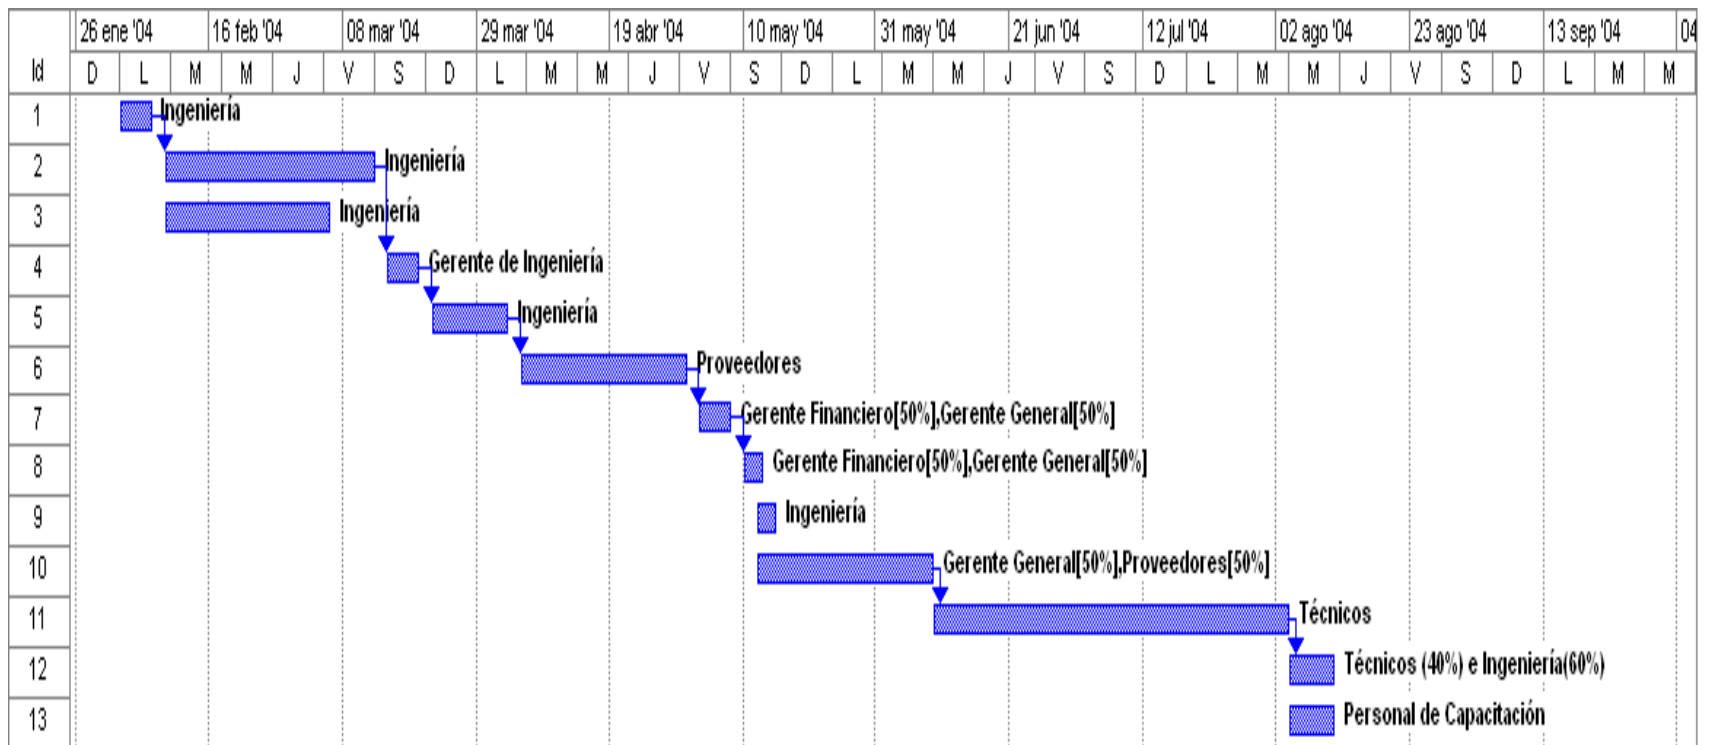 26 ene '04 16 feb '04 08 mar '04 29 mar '04 19 abr '04 10 may '04 31 may '04 21 jun '04 12 jul '04 02 ago '04 23 ago '04 13 sep '04 04
Id D L M M J V S D L M M J V S D L M M J V S D L M M J V S D L M M
1 Ingeniería
2 Ingeniería
3 Ingeniería
4 Gerente de Ingeniería
5 Ingeniería
6 Proveedores
7 Gerente Financiero[50%],Gerente General[50%]
8 Gerente Financiero[50%],Gerente General[50%]
9 Ingeniería
10 Gerente General[50%],Proveedores[50%]
11 Técnicos
12 Técnicos (40%) e Ingeniería(60%)
13 Personal de Capacitación